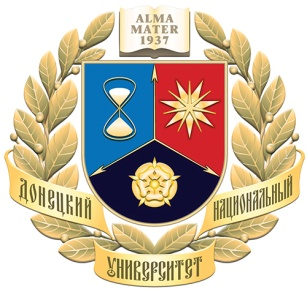 ALMA
MATER
1937
ДОНЕЦКИЙ
НАЦИОНАЛЬНЫЙ
УНИВЕРСИТЕТ